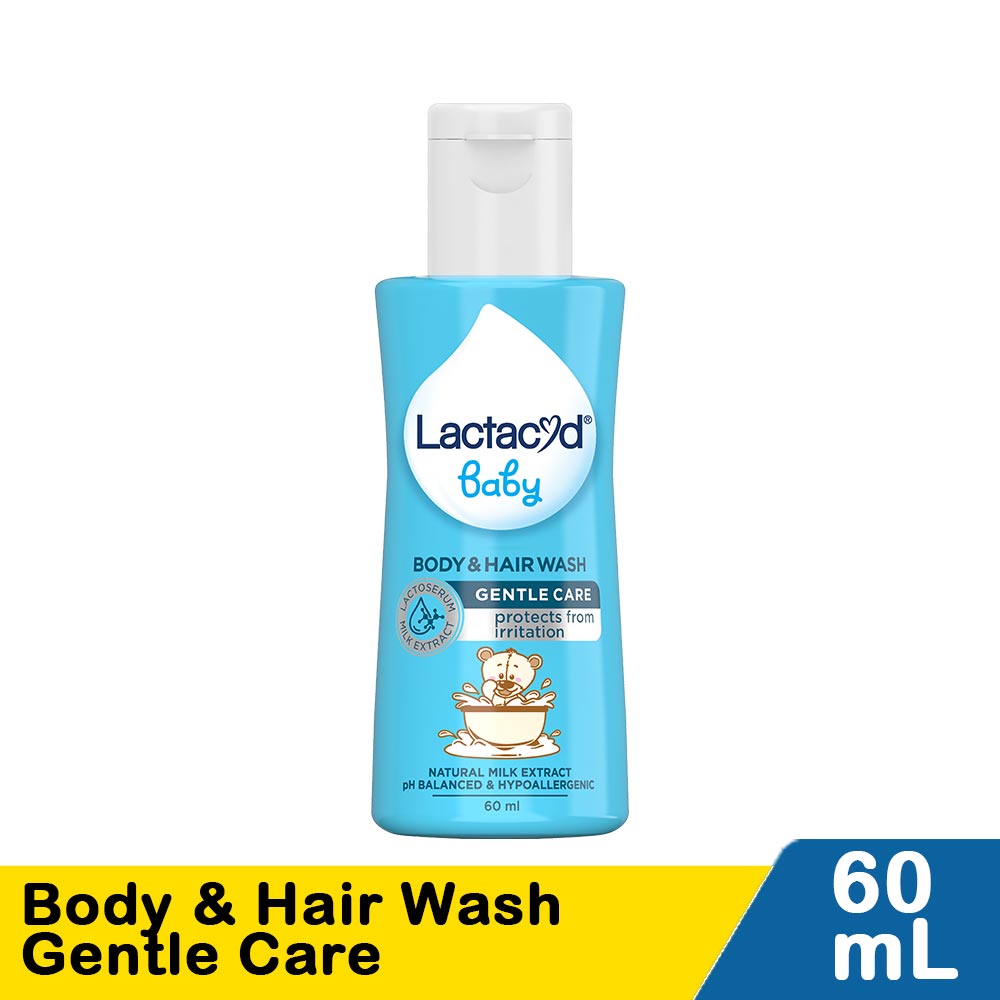 Lactacyd®
baby
BODY & HAIR WASH
LACTOSERUM
MILK EXTRACT
GENTLE CARE
protects from
irritation
NATURAL MILK EXTRACT
pH BALANCED & HYPOALLERGENIC
60 ml
Body & Hair Wash
Gentle Care
60
mL